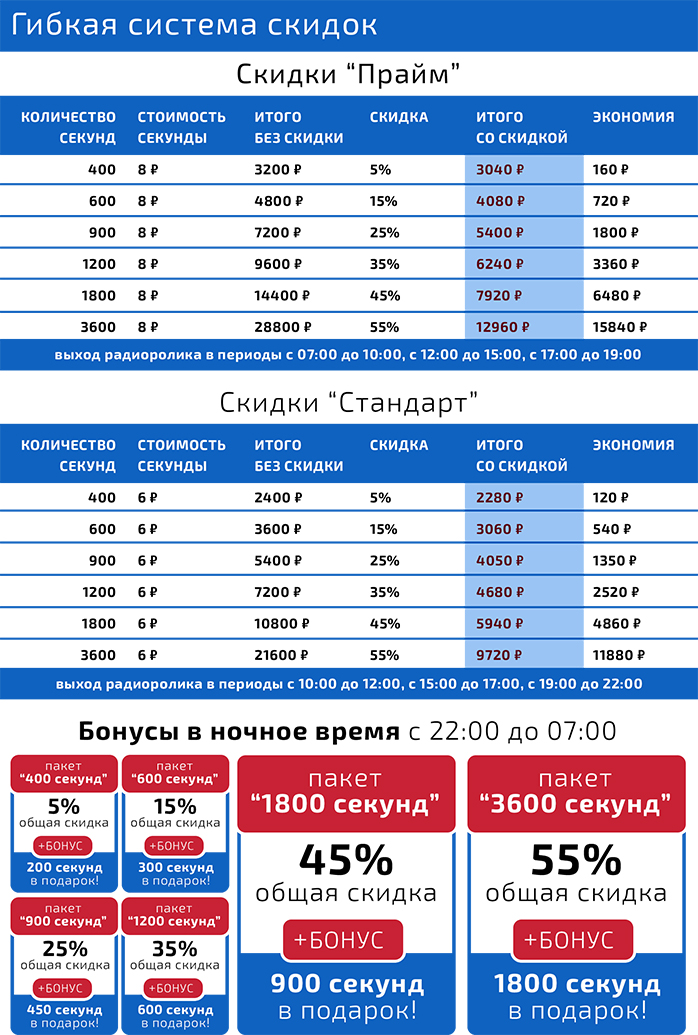 Гибкая система скидок
Скидки “Прайм”
КОЛИЧЕСТВО СЕКУНД СТОИМОСТЬ СЕКУНДЫ ИТОГО БЕЗ СКИДКИ СКИДКА ИТОГО СО СКИДКОЙ ЭКОНОМИЯ
400 8 ₽ 3200 ₽ 5% 3040 ₽ 160 ₽
600 8 ₽ 4800 ₽ 15% 4080 ₽ 720 ₽
900 8 ₽ 7200 ₽ 25% 5400 ₽ 1800 ₽
1200 8 ₽ 9600 ₽ 35% 6240 ₽ 3360 ₽
1800 8 ₽ 14400 ₽ 45% 7920 ₽ 6480 ₽
3600 8 ₽ 28800 ₽ 55% 12960 ₽ 15840 ₽
выход радиоролика в периоды с 07:00 до 10:00, с 12:00 до 15:00, с 17:00 до 19:00
Скидки “Стандарт”
КОЛИЧЕСТВО СЕКУНД СТОИМОСТЬ СЕКУНДЫ ИТОГО БЕЗ СКИДКИ СКИДКА ИТОГО СО СКИДКОЙ ЭКОНОМИЯ
400 6 ₽ 2400 ₽ 5% 2280 ₽ 120 ₽
600 6 ₽ 3600 ₽ 15% 3060 ₽ 540 ₽
900 6 ₽ 5400 ₽ 25% 4050 ₽ 1350 ₽
1200 6 ₽ 7200 ₽ 35% 4680 ₽ 2520 ₽
1800 6 ₽ 10800 ₽ 45% 5940 ₽ 4860 ₽
3600 6 ₽ 21600 ₽ 55% 9720 ₽ 11880 ₽
выход радиоролика в периоды с 10:00 до 12:00, с 15:00 до 17:00, с 19:00 до 22:00
Бонусы в ночное время с 22:00 до 07:00
пакет
“400 секунд”
5%
общая скидка
+БОНУС
200 секунд
в подарок!
пакет
“600 секунд”
15%
общая скидка
+БОНУС
300 секунд
в подарок!
пакет
“900 секунд”
25%
общая скидка
+БОНУС
450 секунд
в подарок!
пакет
“1200 секунд”
35%
общая скидка
+БОНУС
600 секунд
в подарок!
пакет
“1800 секунд”
45%
общая скидка
+БОНУС
900 секунд
в подарок!
пакет
“3600 секунд”
55%
общая скидка
+БОНУС
1800 секунд
в подарок!